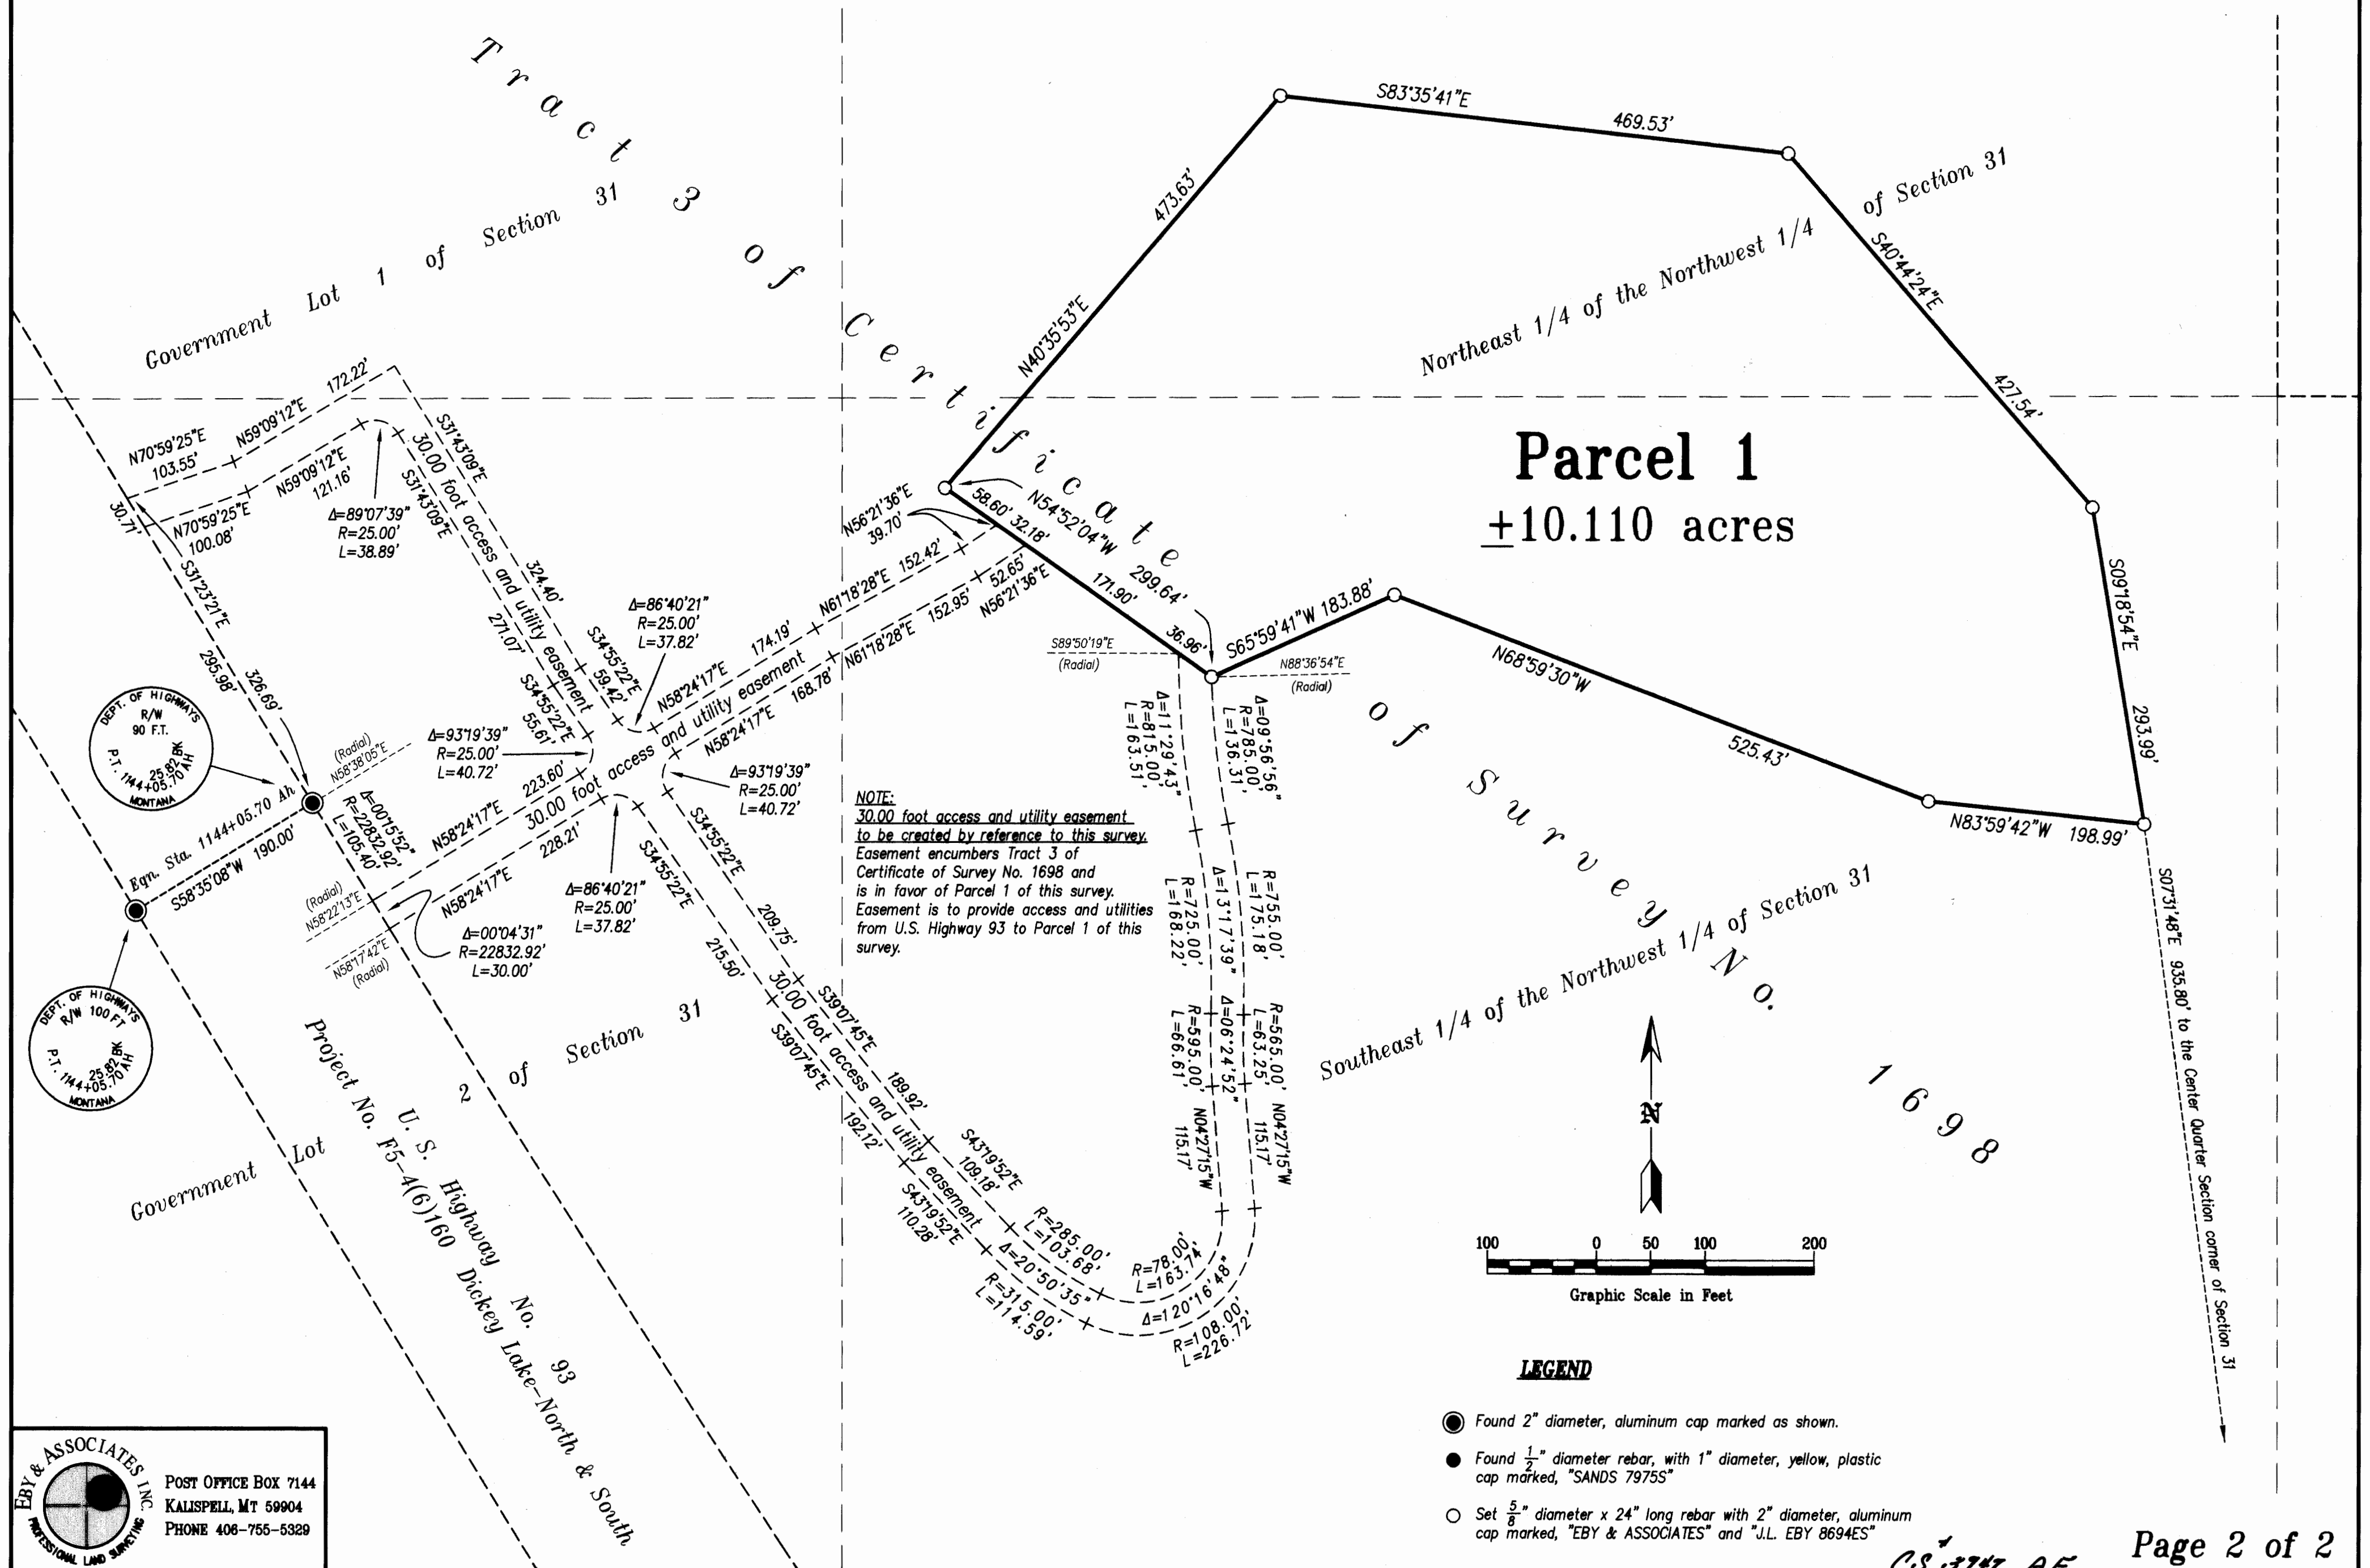 Tract 3 of Certificate of Survey No. 1698
Government Lot 1 of Section 31
Northeast 1/4 of the Northwest 1/4 of Section 31
S83°35'41"E 469.53'
473.63'
N40°35'53"E
S40°44'24"E
427.54'
S09°18'54"E
293.99'
Parcel 1
±10.110 acres
N54°52'04"W 299.64'
58.60' 32.18'
171.90'
36.96'
S65°59'41"W 183.88'
N68°59'30"W
525.43'
N83°59'42"W 198.99'
S07°31'48"E 935.80' to the Center Quarter Section corner of Section 31
N70°59'25"E
103.55'
N59°09'12"E 172.22'
N70°59'25"E
100.08'
N59°09'12"E
121.16'
30.71'
Δ=89°07'39"
R=25.00'
L=38.89'
S31°43'09"E
324.40'
30.00 foot access and utility easement
S31°43'09"E
271.07'
S31°23'21"E
295.98'
326.69'
S34°55'22"E
59.42'
S34°55'22"E
55.61'
Δ=86°40'21"
R=25.00'
L=37.82'
N56°21'36"E
39.70'
N61°18'28"E 152.42'
N58°24'17"E 174.19'
52.65'
N56°21'36"E
N61°18'28"E 152.95'
N58°24'17"E 168.78'
30.00 foot access and utility easement
S89°50'19"E
(Radial)
N88°36'54"E
(Radial)
DEPT. OF HIGHWAYS
R/W
90 F.T.
P.T. 1144+05.70 AH
25.82 BK
MONTANA
(Radial)
N58°38'05"E
Δ=93°19'39"
R=25.00'
L=40.72'
Δ=93°19'39"
R=25.00'
L=40.72'
Eqn. Sta. 1144+05.70 Ah
S58°35'08"W 190.00'
Δ=00°15'52"
R=22832.92'
L=105.40'
N58°24'17"E 223.60'
N58°24'17"E 228.21'
(Radial)
N58°22'13"E
N58°17'42"E
(Radial)
Δ=86°40'21"
R=25.00'
L=37.82'
Δ=00°04'31"
R=22832.92'
L=30.00'
DEPT. OF HIGHWAYS
R/W 100 FT
P.T. 1144+05.70 AH
25.82 BK
MONTANA
NOTE:
30.00 foot access and utility easement
to be created by reference to this survey.
Easement encumbers Tract 3 of
Certificate of Survey No. 1698 and
is in favor of Parcel 1 of this survey.
Easement is to provide access and utilities
from U.S. Highway 93 to Parcel 1 of this
survey.
Δ=11°29'43"
R=815.00'
L=163.51'
Δ=09°56'56"
R=785.00'
L=136.31'
R=725.00'
L=168.22'
Δ=13°17'39"
R=755.00'
L=175.18'
R=595.00'
L=66.61'
Δ=06°24'52"
R=565.00'
L=63.25'
N04°27'15"W
115.17'
N04°27'15"W
115.17'
S34°55'22"E
209.75'
S34°55'22"E
215.50'
S39°07'45"E
189.92'
30.00 foot access and utility easement
S39°07'45"E
192.12'
S43°19'52"E
109.18'
S43°19'52"E
110.28'
R=285.00'
L=103.68'
Δ=20°50'35"
R=315.00'
L=114.59'
R=78.00'
L=163.74'
Δ=120°16'48"
R=108.00'
L=226.72'
Southeast 1/4 of the Northwest 1/4 of Section 31
Government Lot 2 of Section 31
U. S. Highway No. 93
Project No. F5-4(6)160 Dickey Lake-North & South
N
100 0 50 100 200
Graphic Scale in Feet
LEGEND
Found 2" diameter, aluminum cap marked as shown.
Found 1/2" diameter rebar, with 1" diameter, yellow, plastic
cap marked, "SANDS 7975S"
Set 5/8" diameter x 24" long rebar with 2" diameter, aluminum
cap marked, "EBY & ASSOCIATES" and "J.L. EBY 8694ES"
EBY & ASSOCIATES INC.
PROFESSIONAL LAND SURVEYING
POST OFFICE BOX 7144
KALISPELL, MT 59904
PHONE 406-755-5329
Page 2 of 2